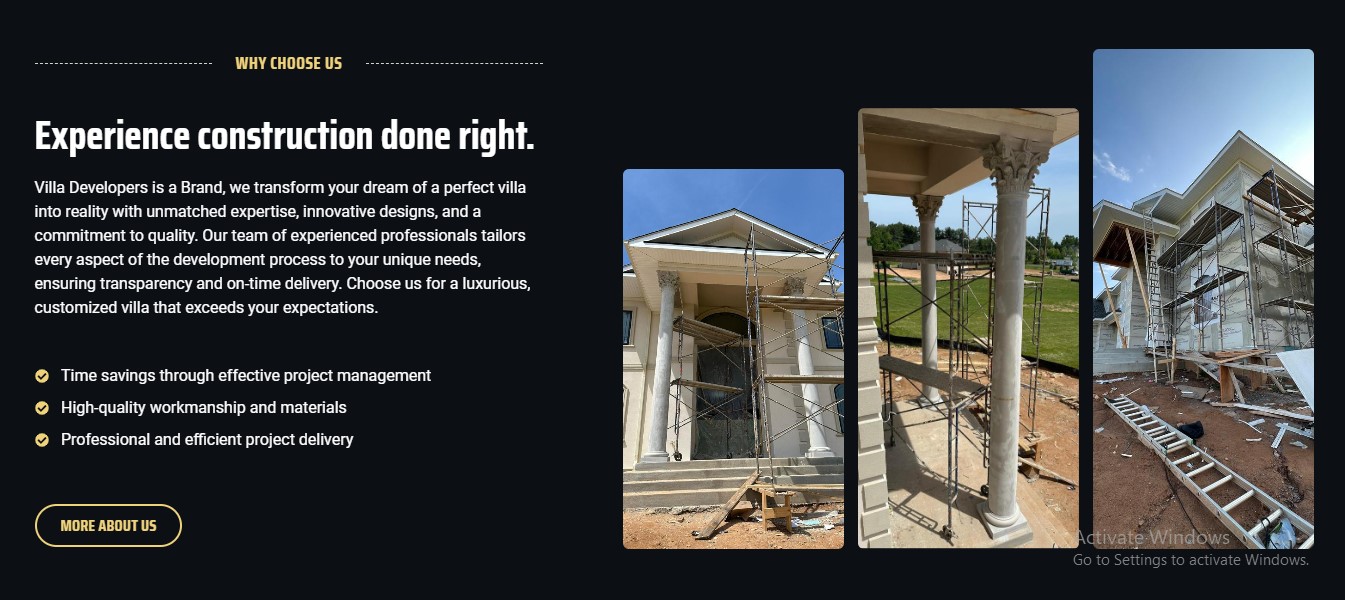 WHY CHOOSE US
Experience construction done right.
Villa Developers is a Brand, we transform your dream of a perfect villa
into reality with unmatched expertise, innovative designs, and a
commitment to quality. Our team of experienced professionals tailors
every aspect of the development process to your unique needs,
ensuring transparency and on-time delivery. Choose us for a luxurious,
customized villa that exceeds your expectations.
Time savings through effective project management
High-quality workmanship and materials
Professional and efficient project delivery
MORE ABOUT US
Activate Windows
Go to Settings to activate Windows.